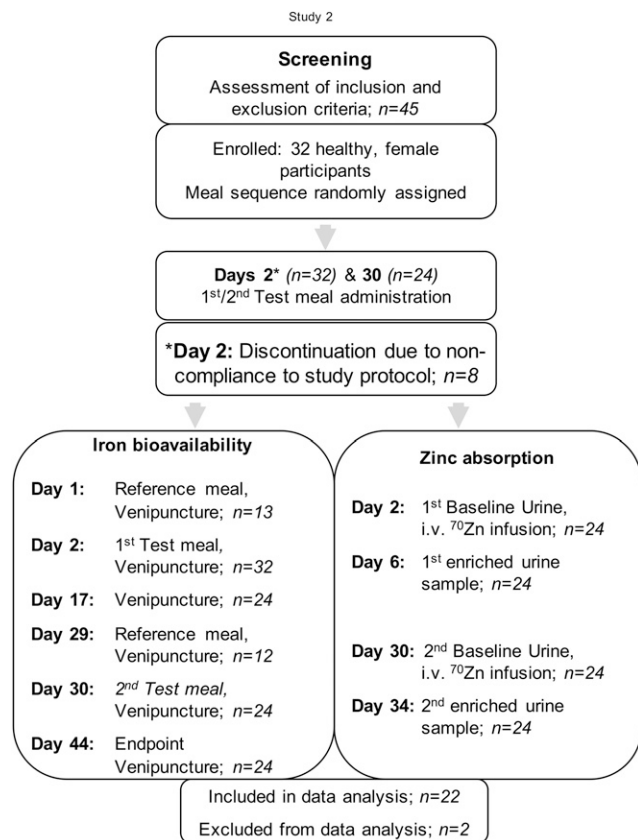 Study 2
Screening
Assessment of inclusion and
exclusion criteria; n=45
Enrolled: 32 healthy, female
participants
Meal sequence randomly assigned
Days 2* (n=32) & 30 (n=24)
1st/2nd Test meal administration
*Day 2: Discontinuation due to non-
compliance to study protocol; n=8
Iron bioavailability
Day 1: Reference meal,
Venipuncture; n=13
Day 2: 1st Test meal,
Venipuncture; n=32
Day 17: Venipuncture; n=24
Day 29: Reference meal,
Venipuncture; n=12
Day 30: 2nd Test meal,
Venipuncture; n=24
Day 44: Endpoint
Venipuncture; n=24
Zinc absorption
Day 2: 1st Baseline Urine,
i.v. 70Zn infusion; n=24
Day 6: 1st enriched urine
sample; n=24
Day 30: 2nd Baseline Urine,
i.v. 70Zn infusion; n=24
Day 34: 2nd enriched urine
sample; n=24
Included in data analysis; n=22
Excluded from data analysis; n=2